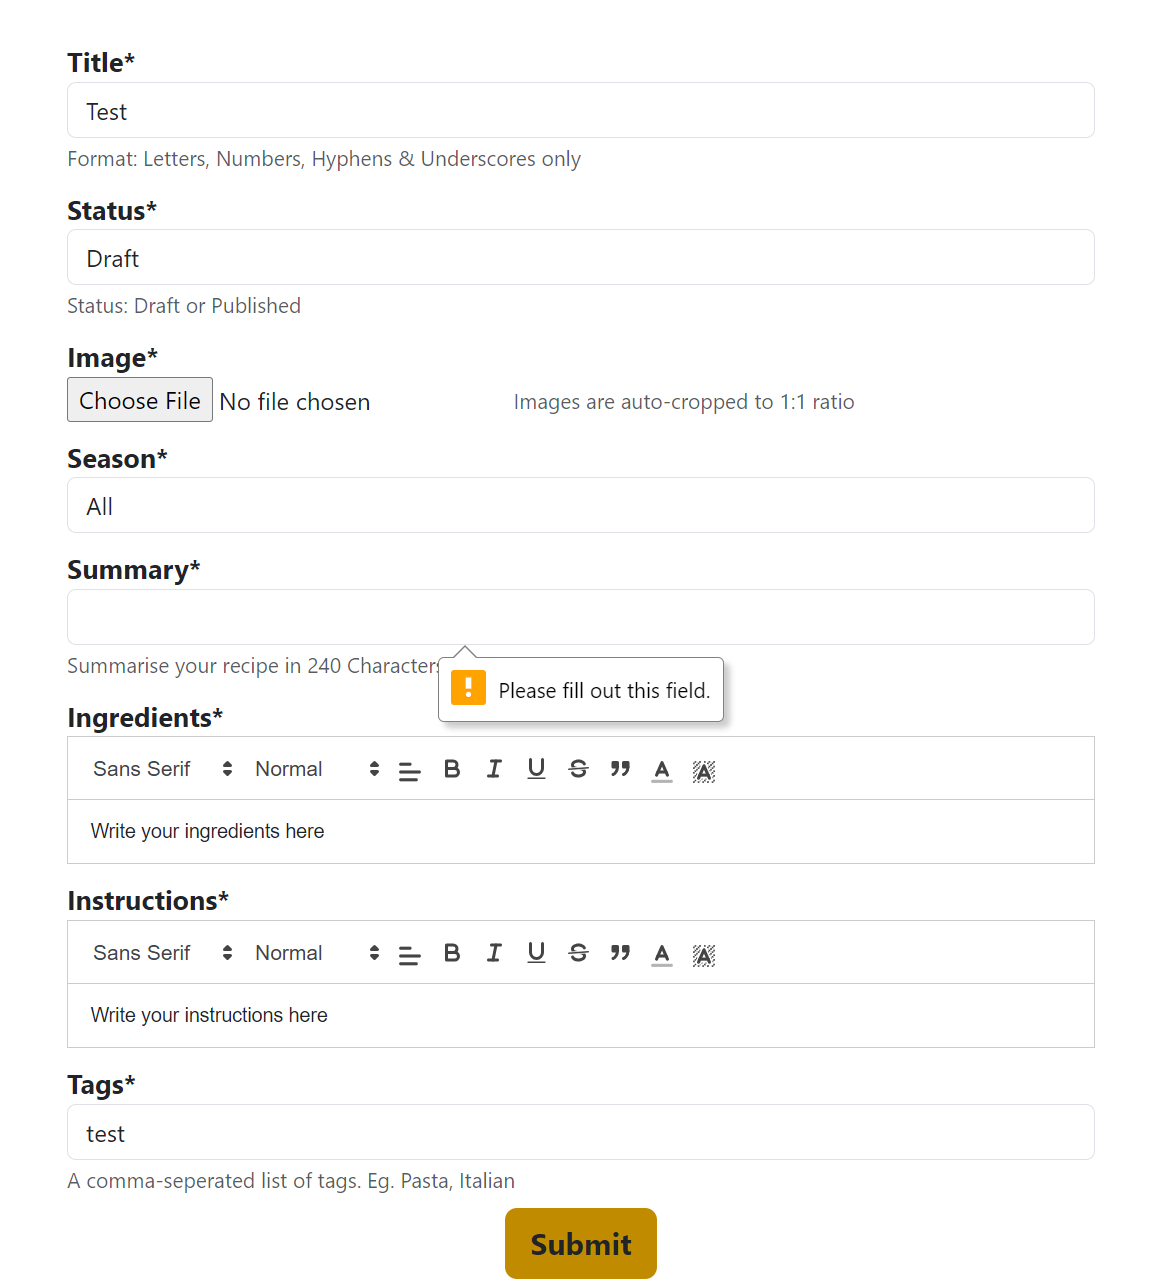 Title*
Test
Format: Letters, Numbers, Hyphens & Underscores only
Status*
Draft
Status: Draft or Published
Image*
Choose File No file chosen Images are auto-cropped to 1:1 ratio
Season*
All
Summary*
Summarise your recipe in 240 Characters
Please fill out this field.
Ingredients*
Sans Serif Normal B I U S ” A A
Write your ingredients here
Instructions*
Sans Serif Normal B I U S ” A A
Write your instructions here
Tags*
test
A comma-seperated list of tags. Eg. Pasta, Italian
Submit